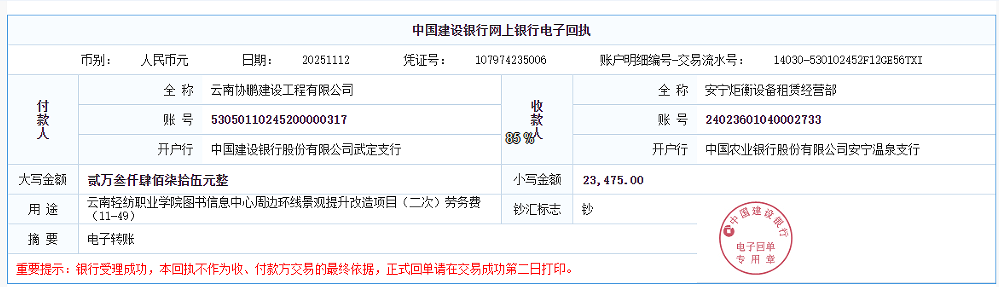 中国建设银行网上银行电子回执
币别： 人民币元 日期： 20251112 凭证号： 107974235006 账户明细编号-交易流水号： 14030-530102452F12GE56TXI
付款人 全 称 云南协鹏建设工程有限公司 收款人 全 称 安宁炬衡设备租赁经营部
账 号 53050110245200000317 账 号 24023601040002733
85 %
开户行 中国建设银行股份有限公司武定支行 开户行 中国农业银行股份有限公司安宁温泉支行
大写金额 贰万叁仟肆佰柒拾伍元整 小写金额 23,475.00
用 途 云南轻纺职业学院图书信息中心周边环线景观提升改造项目（二次）劳务费
（11-49） 钞汇标志 钞
摘 要 电子转账
中国建设银行
电子回单
专用章
重要提示：银行受理成功，本回执不作为收、付款方交易的最终依据，正式回单请在交易成功第二日打印。